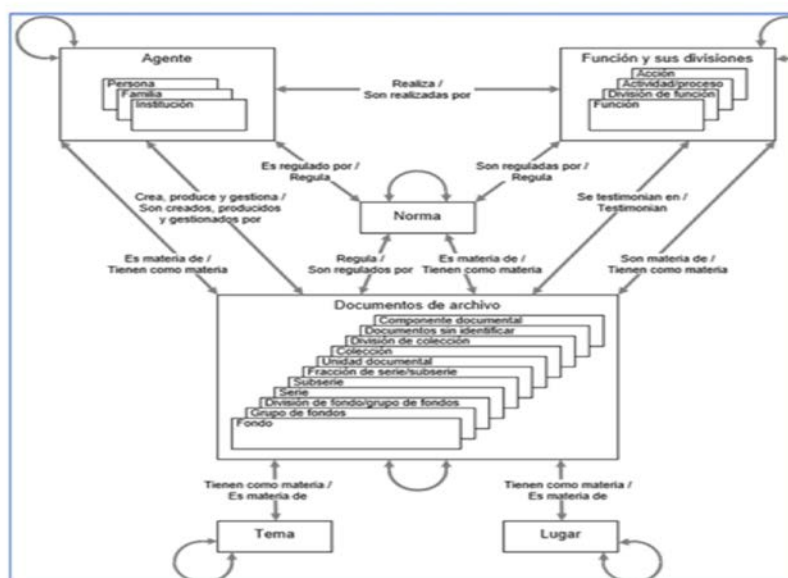 Agente
Persona
Familia
Institución
Función y sus divisiones
Acción
Actividad/proceso
División de función
Función
Realiza /
Son realizadas por
Es regulado por /
Regula
Son reguladas por /
Regula
Crea, produce y gestiona /
Son creados, producidos
y gestionados por
Norma
Se testimonian en /
Testimonian
Es materia de /
Tienen como materia
Regula /
Son regulados por
Es materia de /
Tienen como materia
Son materia de /
Tienen como materia
Documentos de archivo
Componente documental
Documentos sin identificar
División de colección
Colección
Unidad documental
Fracción de serie/subserie
Subserie
Serie
División de fondo/grupo de fondos
Grupo de fondos
Fondo
Tienen como materia /
Es materia de
Tienen como materia /
Es materia de
Tema
Lugar